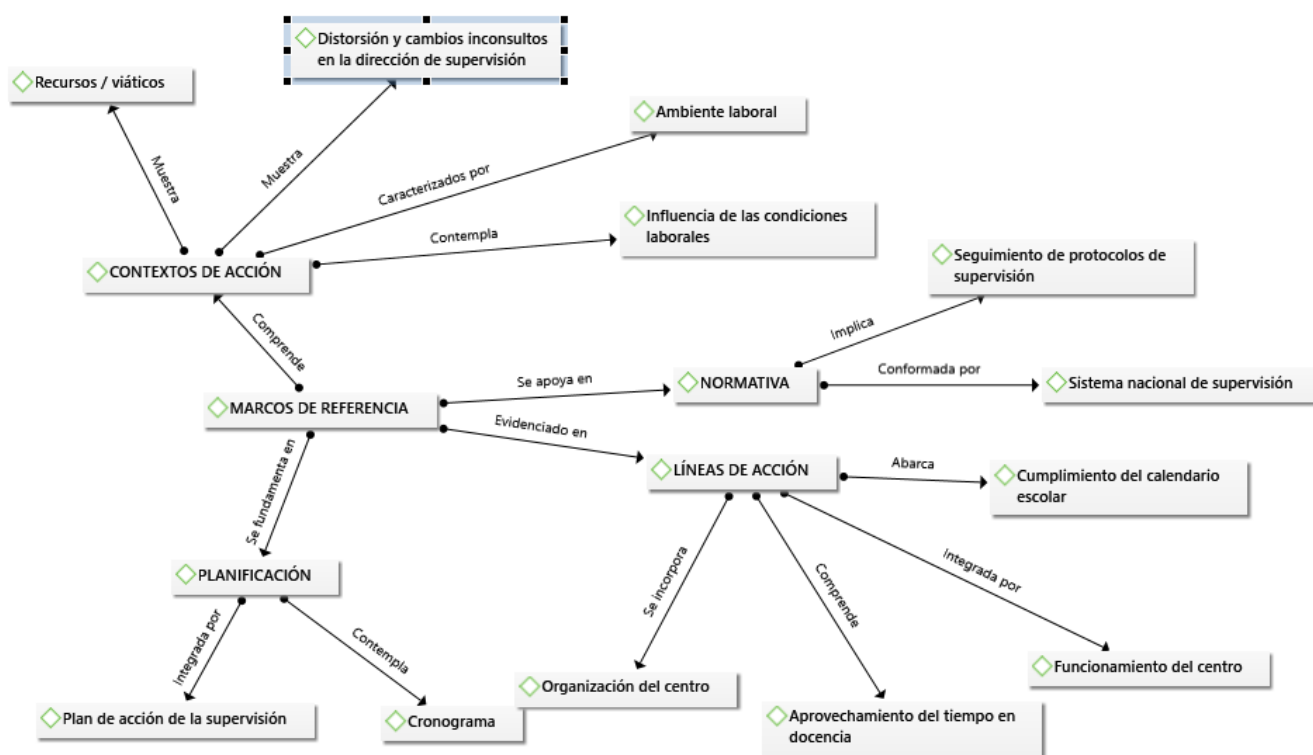 Distorsión y cambios inconsultos
en la dirección de supervisión
Recursos / viáticos
Ambiente laboral
Muestra
Muestra
Caracterizados por
Influencia de las condiciones
laborales
Contempla
CONTEXTOS DE ACCIÓN
Seguimiento de protocolos de
supervisión
Comprende
Implica
Se apoya en
NORMATIVA
Conformada por
Sistema nacional de supervisión
MARCOS DE REFERENCIA
Evidenciado en
LÍNEAS DE ACCIÓN
Abarca
Cumplimiento del calendario
escolar
Se fundamenta en
PLANIFICACIÓN
Se incorpora
Comprende
Integrada por
Integrada por
Contempla
Organización del centro
Funcionamiento del centro
Plan de acción de la supervisión
Cronograma
Aprovechamiento del tiempo en
docencia